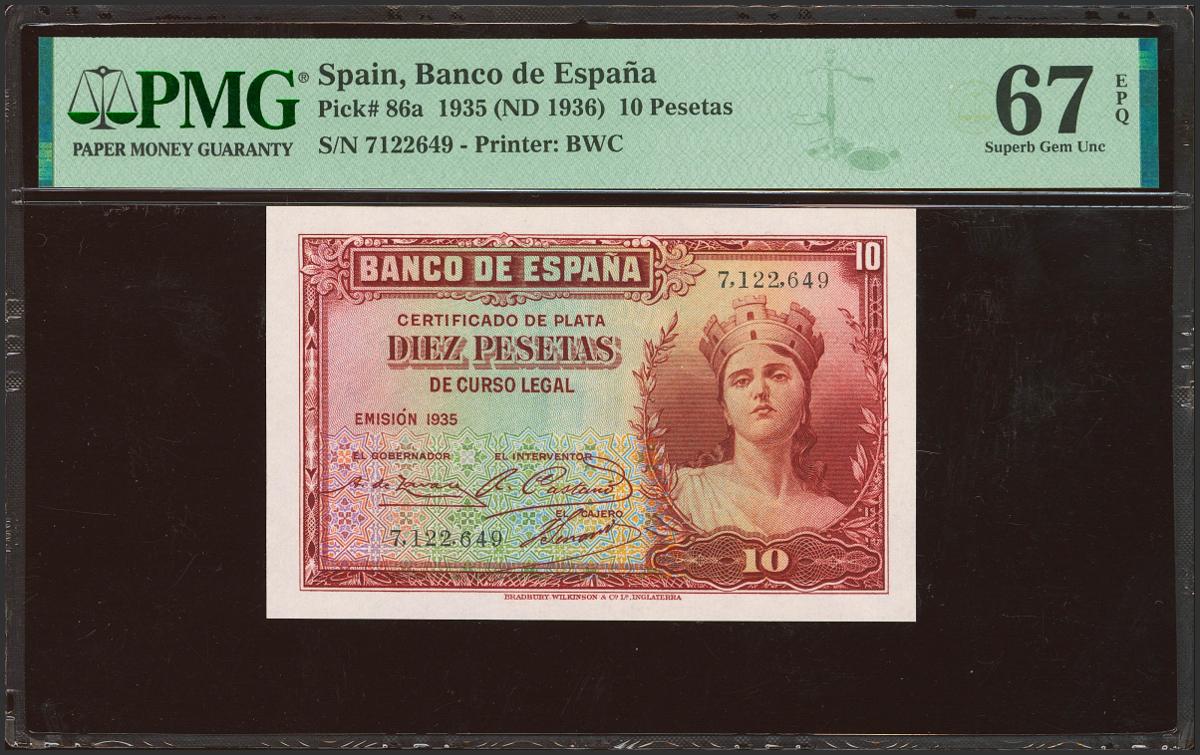 PMG®
PAPER MONEY GUARANTY
Spain, Banco de España
Pick# 86a 1935 (ND 1936) 10 Pesetas
S/N 7122649 - Printer: BWC
67
EPQ
Superb Gem Unc
BANCO DE ESPAÑA
10
7,122,649
CERTIFICADO DE PLATA
DIEZ PESETAS
DE CURSO LEGAL
EMISIÓN 1935
EL GOBERNADOR EL INTERVENTOR
EL CAJERO
7,122,649
10
BRADBURY, WILKINSON & Cº Lᵈ, INGLATERRA